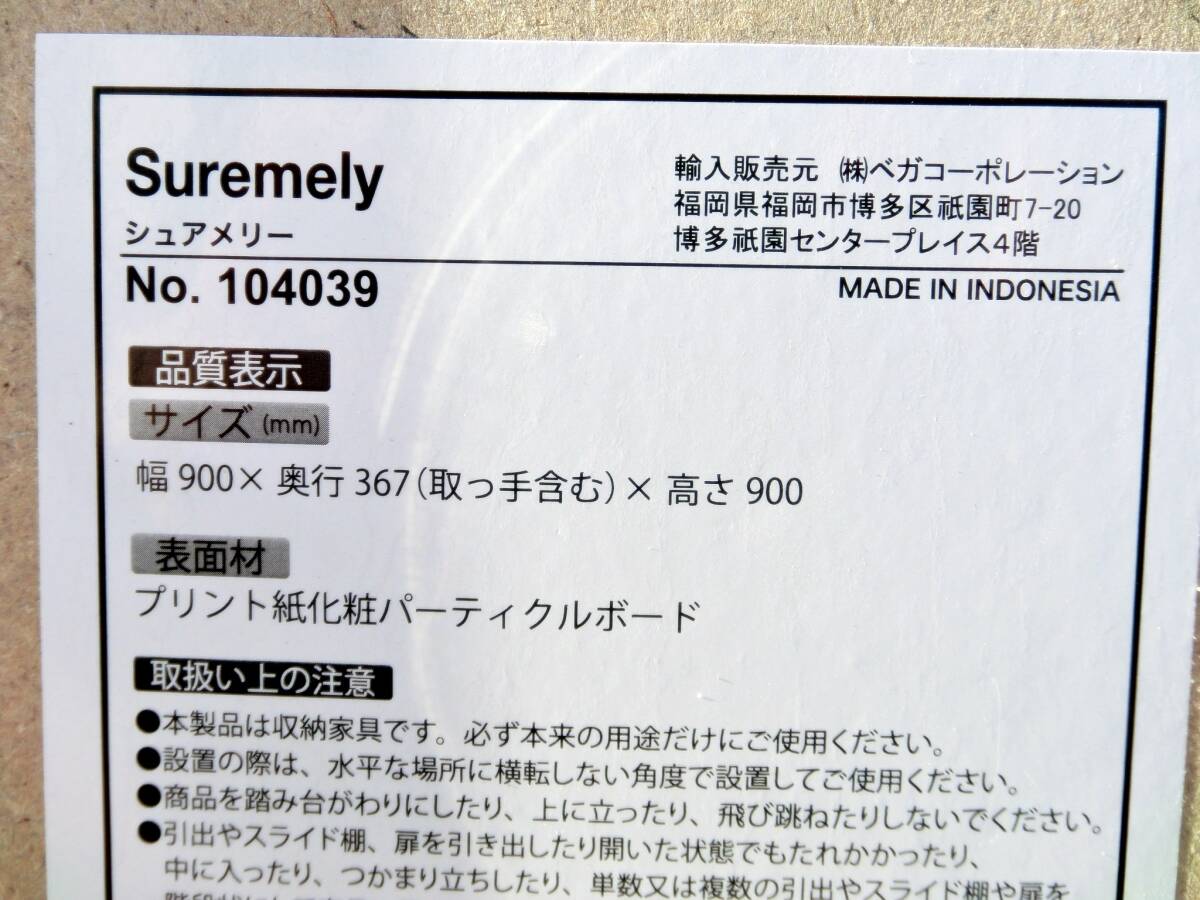 Suremely
シュアメリー
輸入販売元 ㈱ベガコーポレーション
福岡県福岡市博多区祇園町7-20
博多祇園センタープレイス4階
No. 104039
MADE IN INDONESIA
品質表示
サイズ(mm)
幅 900× 奥行 367(取っ手含む)× 高さ 900
表面材
プリント紙化粧パーティクルボード
取扱い上の注意
●本製品は収納家具です。必ず本来の用途だけにご使用ください。
●設置の際は、水平な場所に横転しない角度で設置してご使用ください。
●商品を踏み台がわりにしたり、上に立ったり、飛び跳ねたりしないでください。
●引出やスライド棚、扉を引き出したり開いた状態でもたれかかったり、
中に入ったり、つかまり立ちしたり、単数又は複数の引出やスライド棚や扉を